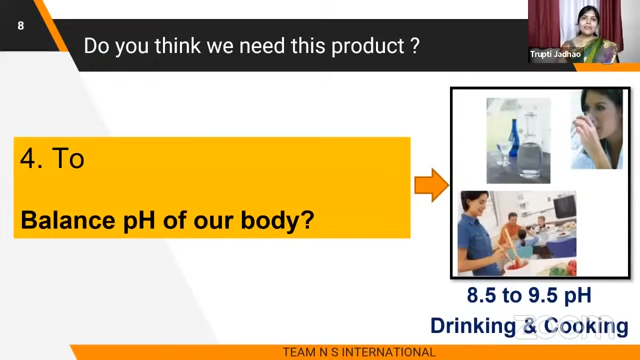 8
Do you think we need this product ?
Trupti Jadhao
4. To
Balance pH of our body?
8.5 to 9.5 pH
Drinking & Cooking
zoom
TEAM N S INTERNATIONAL